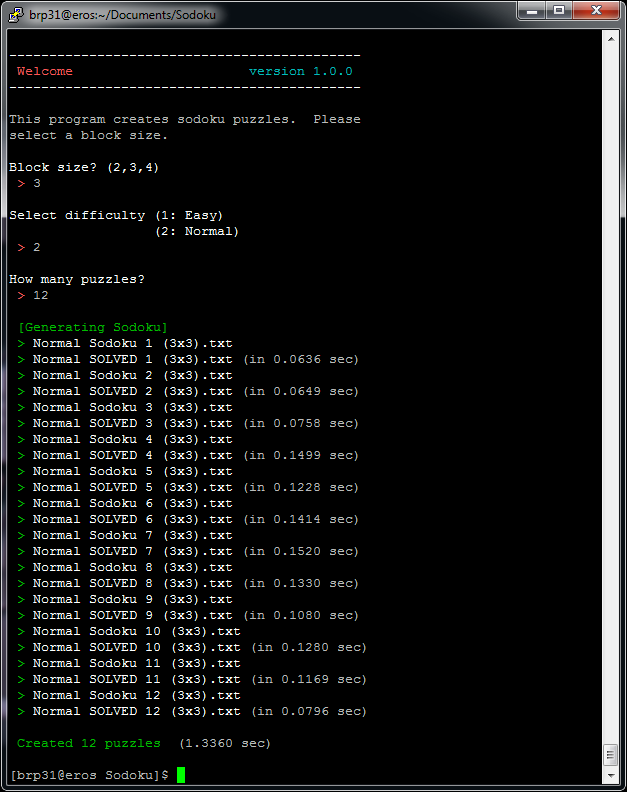 brp31@eros:~/Documents/Sodoku
--------------------------------------------
Welcome version 1.0.0
--------------------------------------------
This program creates sodoku puzzles. Please
select a block size.
Block size? (2,3,4)
> 3
Select difficulty (1: Easy)
(2: Normal)
> 2
How many puzzles?
> 12
[Generating Sodoku]
> Normal Sodoku 1 (3x3).txt
> Normal SOLVED 1 (3x3).txt (in 0.0636 sec)
> Normal Sodoku 2 (3x3).txt
> Normal SOLVED 2 (3x3).txt (in 0.0649 sec)
> Normal Sodoku 3 (3x3).txt
> Normal SOLVED 3 (3x3).txt (in 0.0758 sec)
> Normal Sodoku 4 (3x3).txt
> Normal SOLVED 4 (3x3).txt (in 0.1499 sec)
> Normal Sodoku 5 (3x3).txt
> Normal SOLVED 5 (3x3).txt (in 0.1228 sec)
> Normal Sodoku 6 (3x3).txt
> Normal SOLVED 6 (3x3).txt (in 0.1414 sec)
> Normal Sodoku 7 (3x3).txt
> Normal SOLVED 7 (3x3).txt (in 0.1520 sec)
> Normal Sodoku 8 (3x3).txt
> Normal SOLVED 8 (3x3).txt (in 0.1330 sec)
> Normal Sodoku 9 (3x3).txt
> Normal SOLVED 9 (3x3).txt (in 0.1080 sec)
> Normal Sodoku 10 (3x3).txt
> Normal SOLVED 10 (3x3).txt (in 0.1280 sec)
> Normal Sodoku 11 (3x3).txt
> Normal SOLVED 11 (3x3).txt (in 0.1169 sec)
> Normal Sodoku 12 (3x3).txt
> Normal SOLVED 12 (3x3).txt (in 0.0796 sec)
Created 12 puzzles (1.3360 sec)
[brp31@eros Sodoku]$